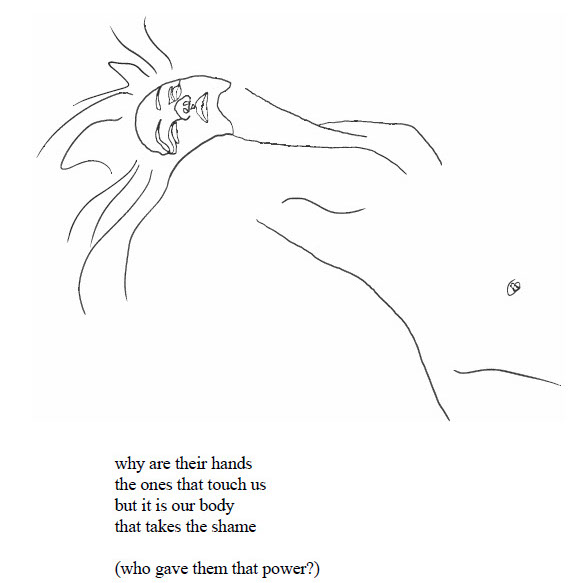 why are their hands
the ones that touch us
but it is our body
that takes the shame
(who gave them that power?)